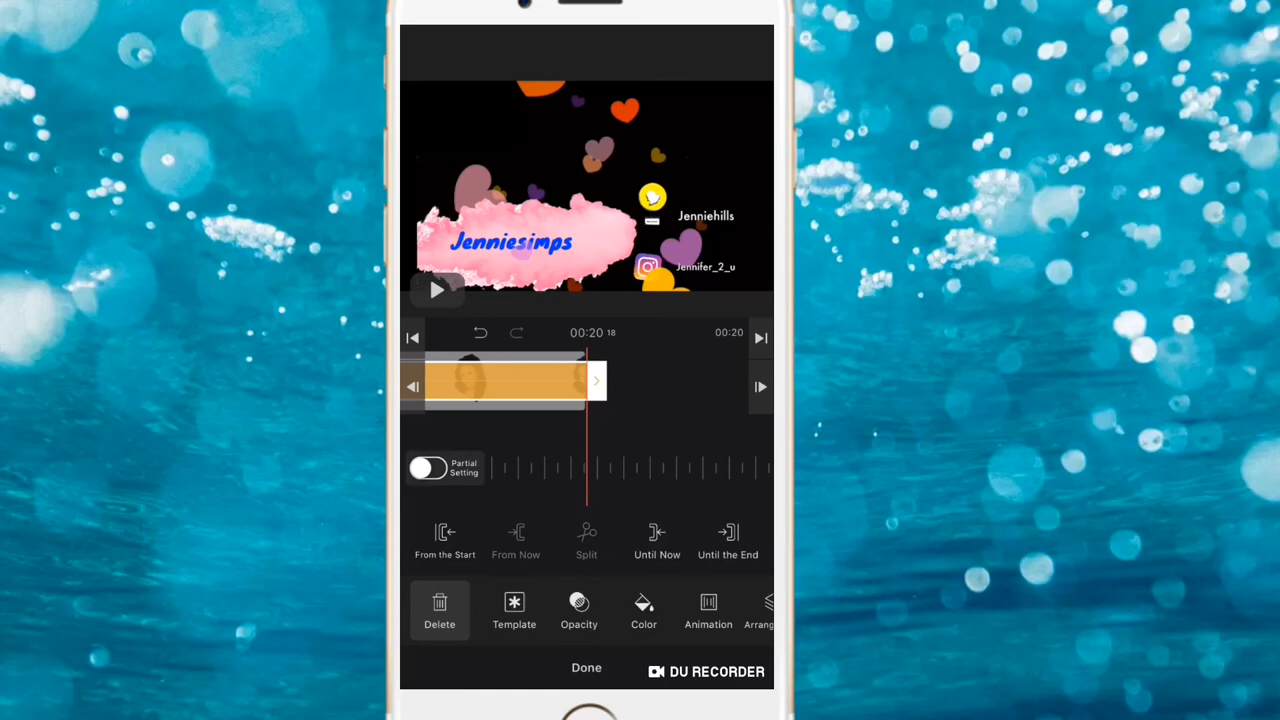 Jenniehills
Jenniesimps
Jennifer_2_u
00:20 18
00:20
Partial
Setting
From the Start
From Now
Split
Until Now
Until the End
Delete
Template
Opacity
Color
Animation
Arrang
Done
DU RECORDER